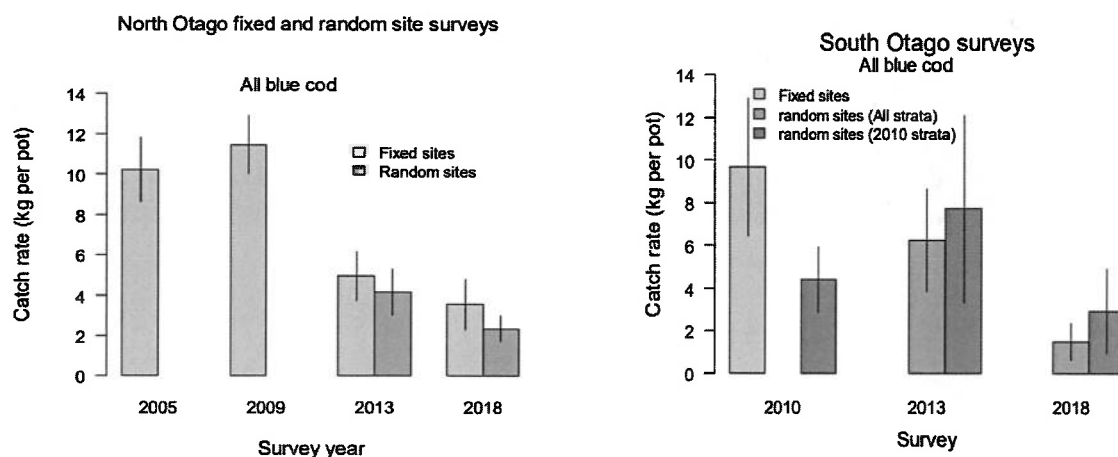 North Otago fixed and random site surveys
All blue cod
14
12
10
8
6
4
2
0
Catch rate (kg per pot)
Fixed sites
Random sites
2005 2009 2013 2018
Survey year
South Otago surveys
All blue cod
14
12
10
8
6
4
2
0
Catch rate (kg per pot)
Fixed sites
random sites (All strata)
random sites (2010 strata)
2010 2013 2018
Survey